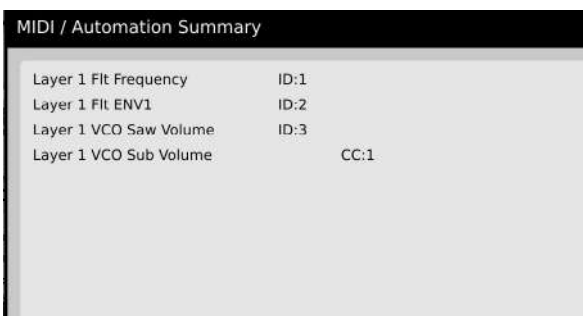 MIDI / Automation Summary
Layer 1 Flt Frequency ID:1
Layer 1 Flt ENV1 ID:2
Layer 1 VCO Saw Volume ID:3
Layer 1 VCO Sub Volume CC:1